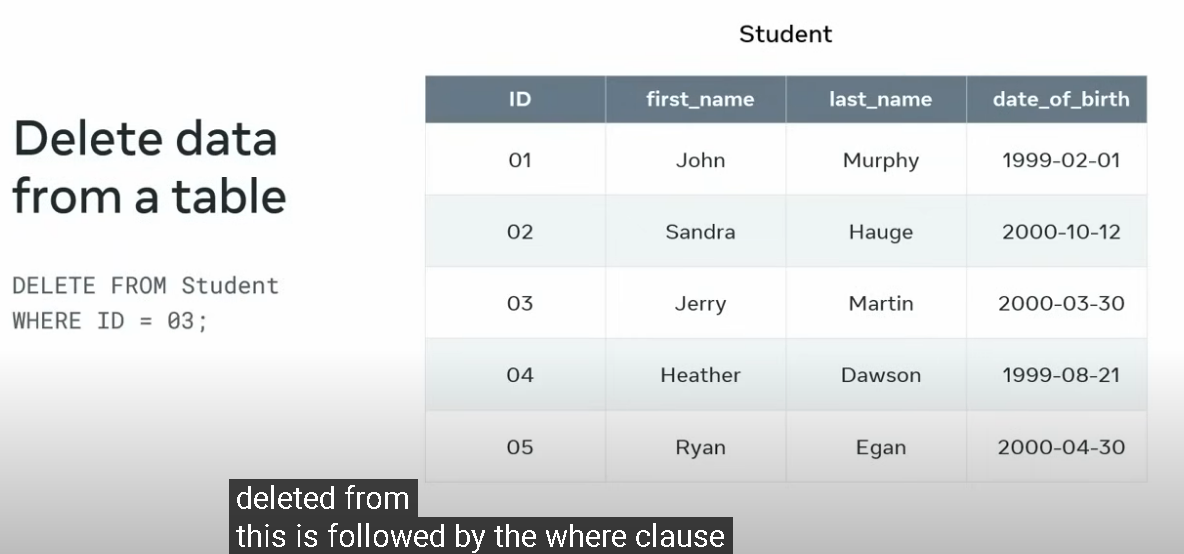 Delete data
from a table
DELETE FROM Student
WHERE ID = 03;
Student
ID first_name last_name date_of_birth
01 John Murphy 1999-02-01
02 Sandra Hauge 2000-10-12
03 Jerry Martin 2000-03-30
04 Heather Dawson 1999-08-21
05 Ryan Egan 2000-04-30
deleted from
this is followed by the where clause